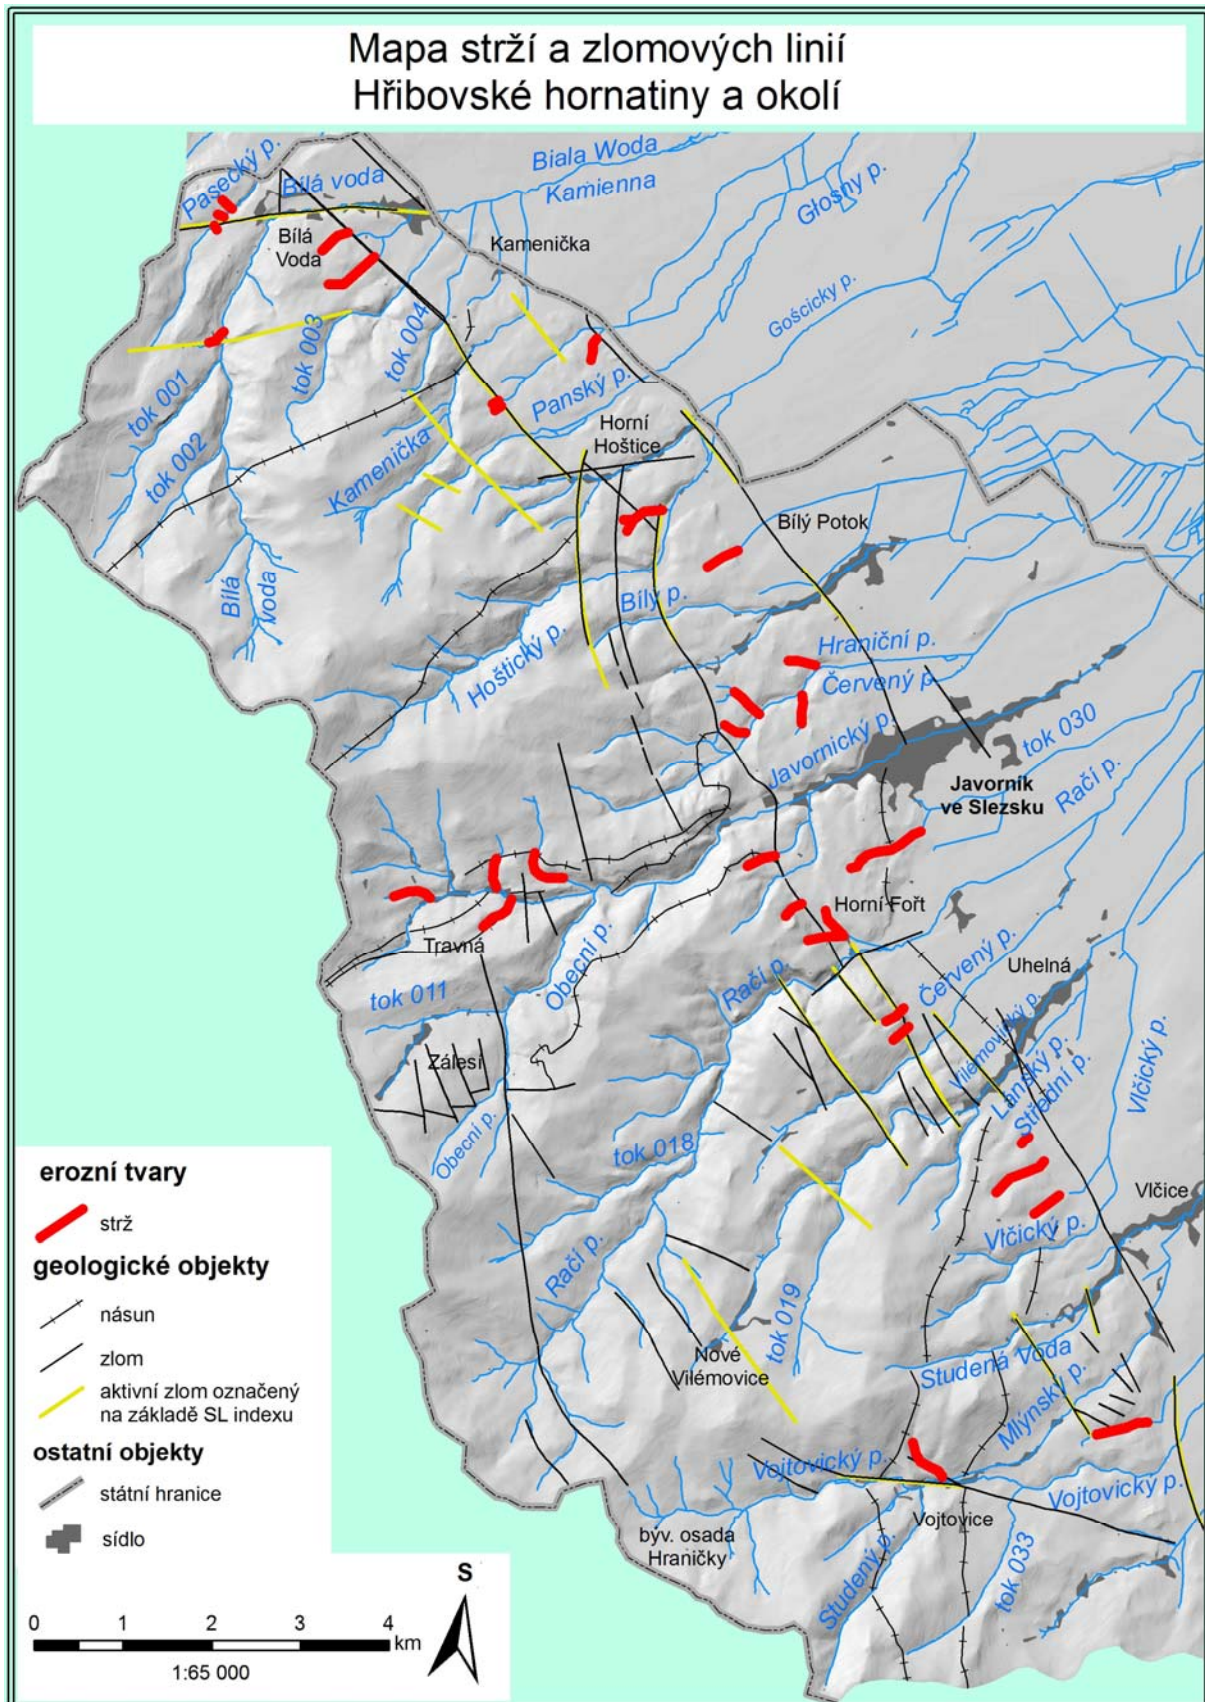 Mapa strží a zlomových linií
Hřibovské hornatiny a okolí
Pasecký p.
Bílá voda
Biala Woda
Kamienna
Głosny p.
Bílá
Voda
Kamenička
Gościcky p.
tok 001
tok 002
tok 003
tok 004
Panský p.
Kamenička
Horní
Hoštice
Bílý Potok
Bílá
voda
Bílý p.
Hoštický p.
Hraniční p.
Červený p.
Javornický p.
tok 030
Račí p.
Javorník
ve Slezsku
Horní Fořt
Travná
Obecní p.
Račí p.
Červený p.
Uhelná
tok 011
Zálesí
Vilémovický p.
Lánský p.
Střední p.
Vlčický p.
Obecní p.
tok 018
Vlčice
Vlčický p.
Račí p.
tok 019
Nové
Vilémovice
Studená Voda
Mlýnský p.
Vojtovický p.
Vojtovický p.
Vojtovice
býv. osada
Hraničky
Studený p.
tok 033
erozní tvary
strž
geologické objekty
násun
zlom
aktivní zlom označený
na základě SL indexu
ostatní objekty
státní hranice
sídlo
S
0 1 2 3 4
km
1:65 000